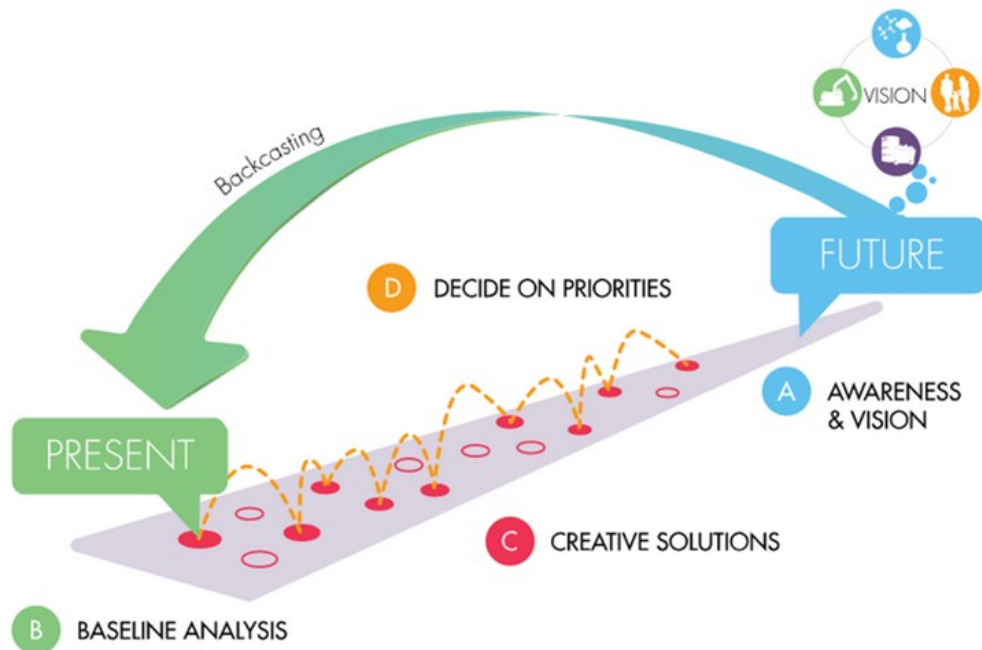 VISION
Backcasting
FUTURE
D DECIDE ON PRIORITIES
A AWARENESS
& VISION
PRESENT
C CREATIVE SOLUTIONS
B BASELINE ANALYSIS